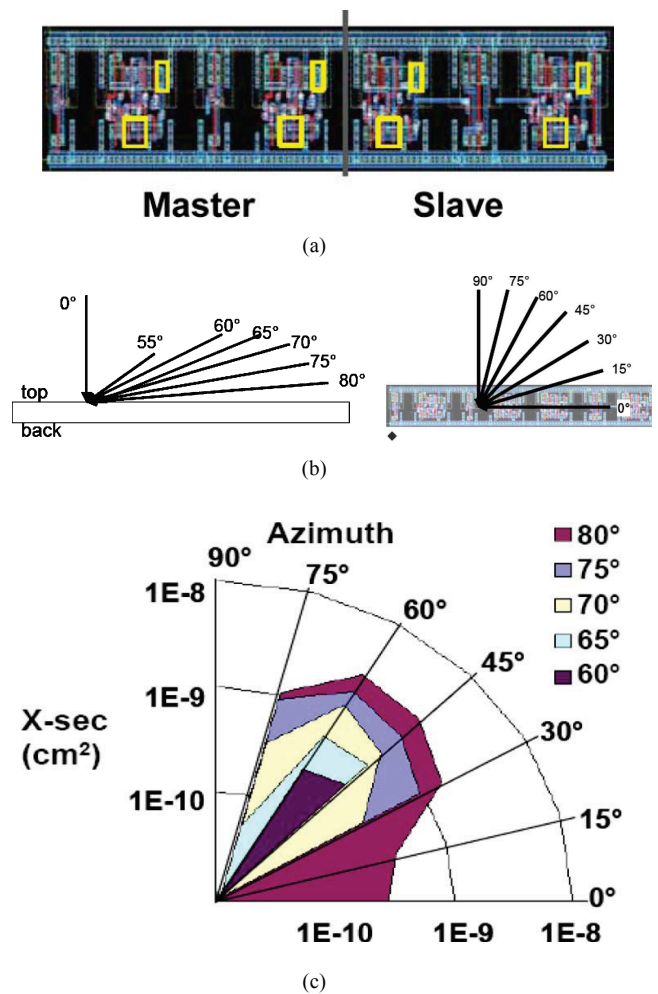 Master Slave
(a)
0°
55°
60°
65°
70°
75°
80°
top
back
90°
75°
60°
45°
30°
15°
0°
(b)
Azimuth
90°
75°
60°
45°
30°
15°
0°
1E-8
1E-9
1E-10
X-sec
(cm²)
1E-10 1E-9 1E-8
80°
75°
70°
65°
60°
(c)